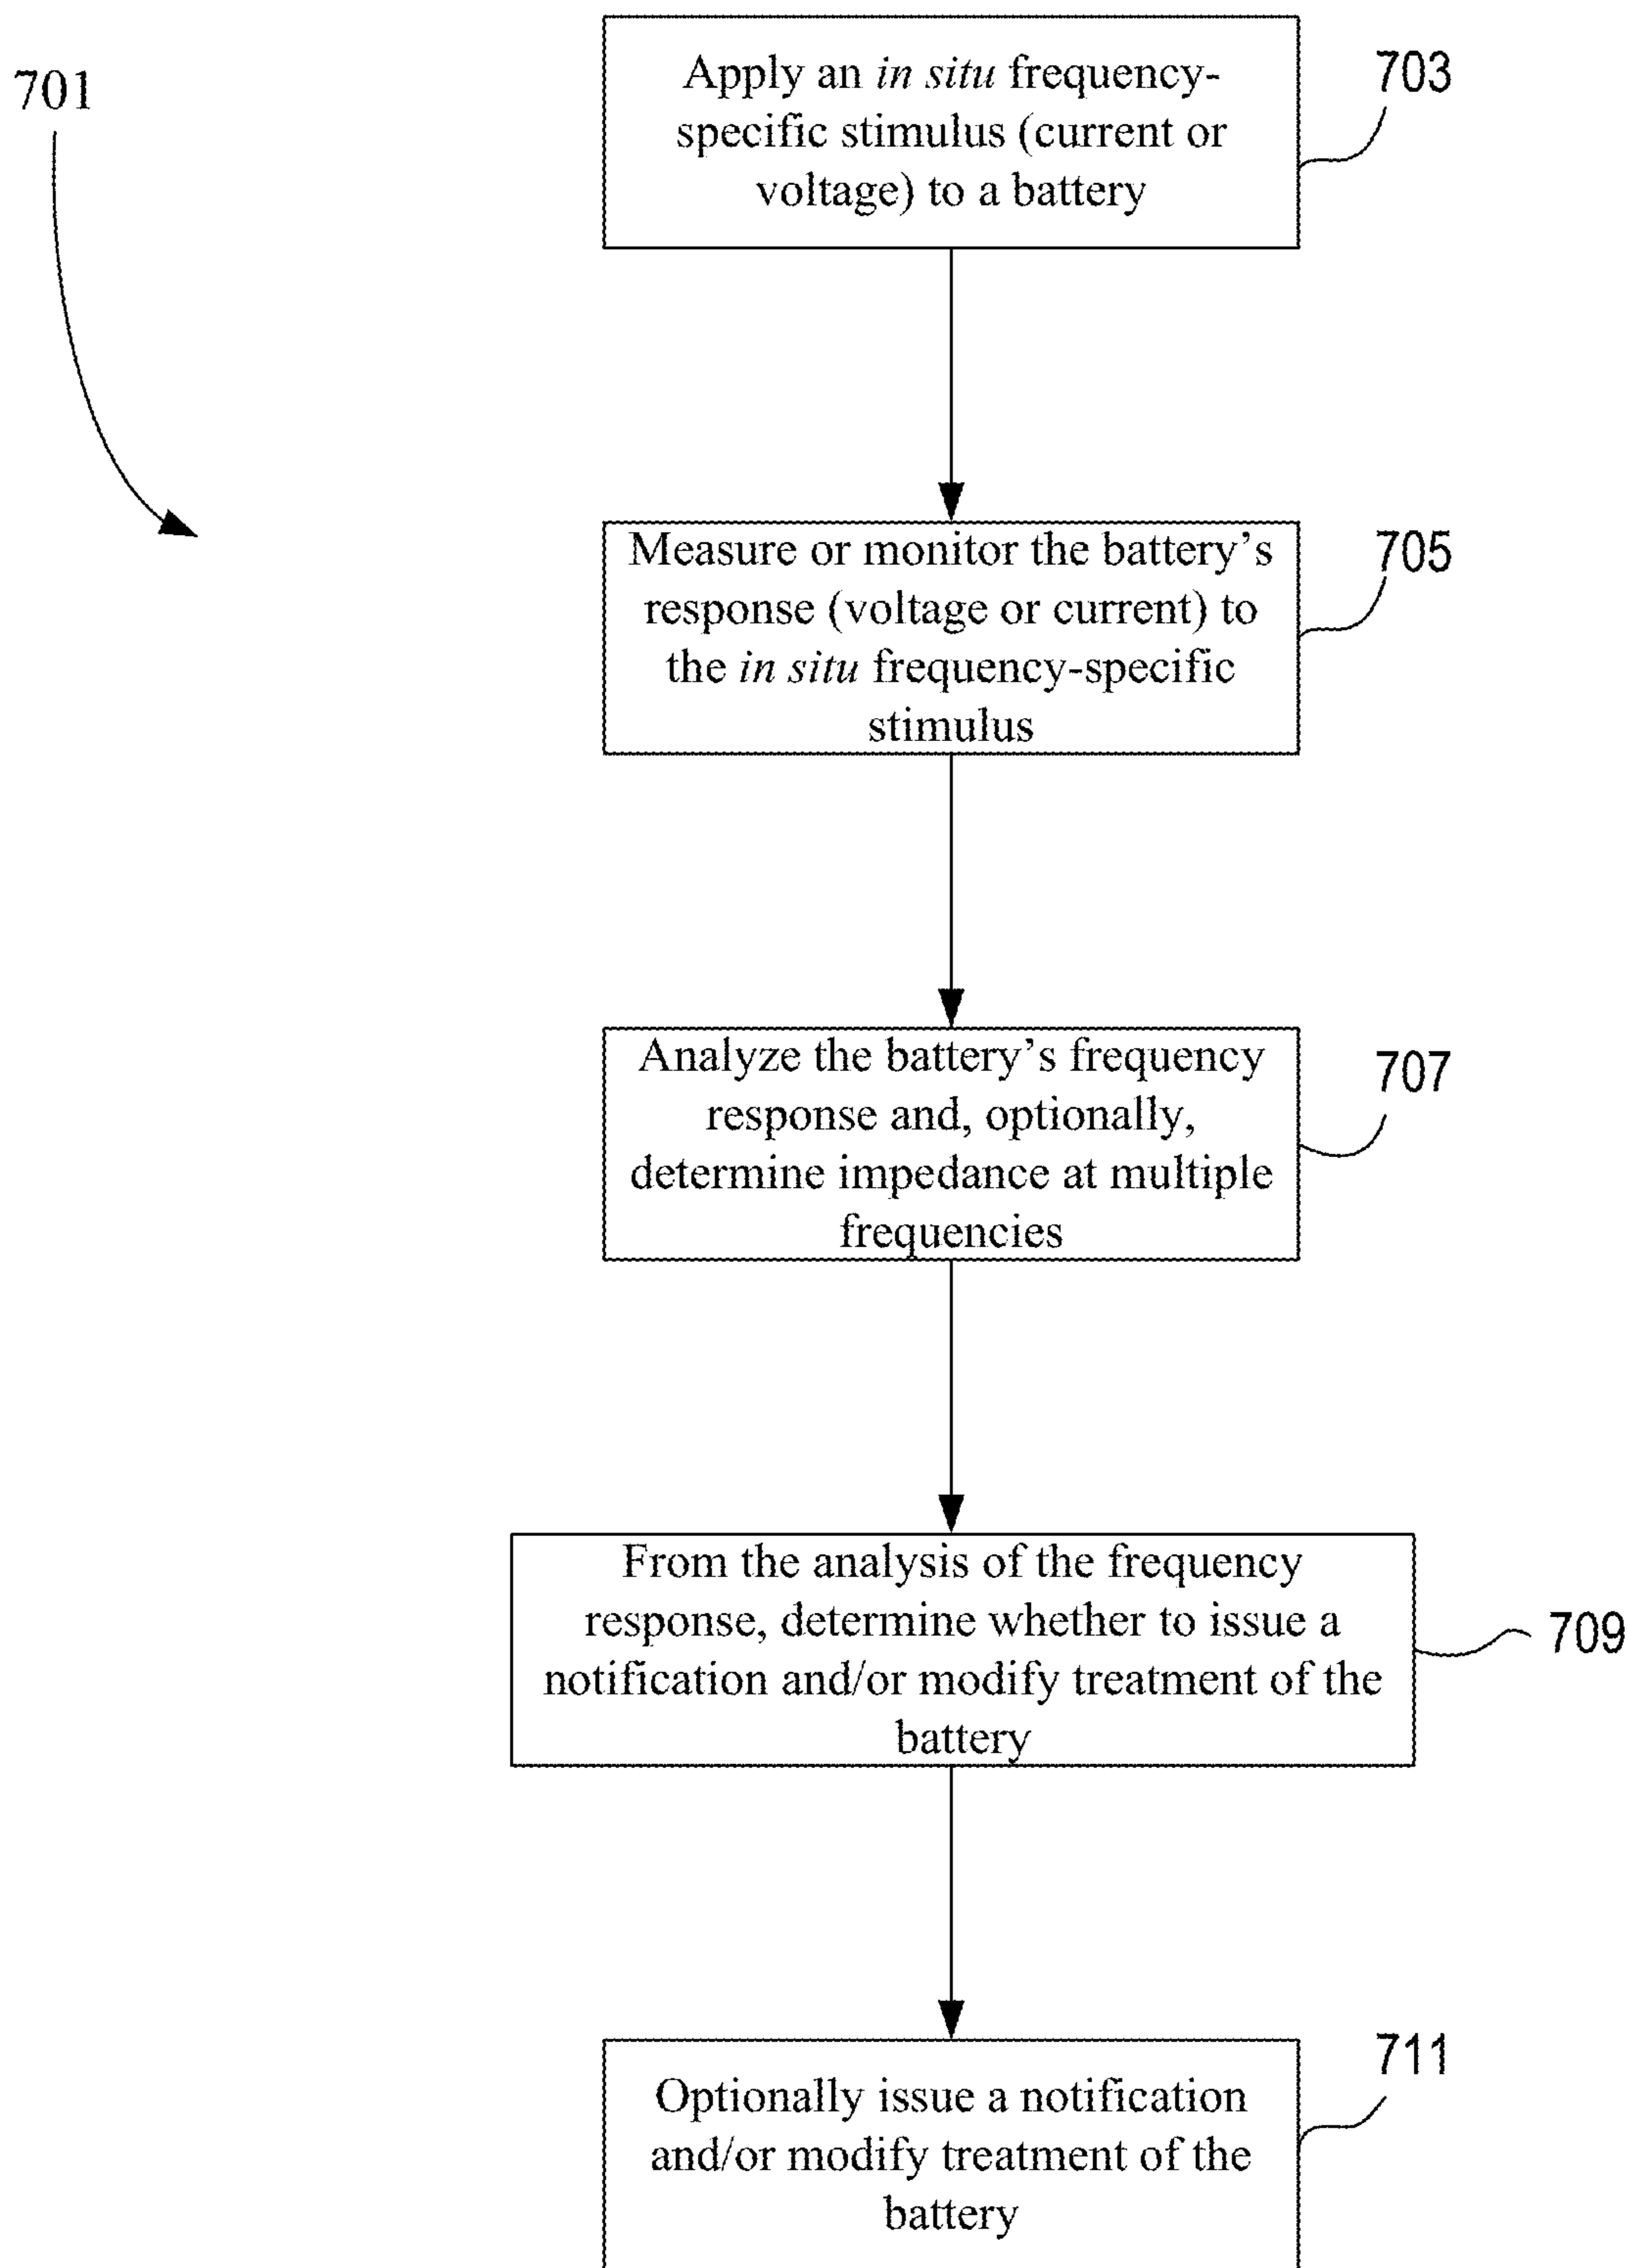 701
Apply an in situ frequency-
specific stimulus (current or
voltage) to a battery
703
Measure or monitor the battery’s
response (voltage or current) to
the in situ frequency-specific
stimulus
705
Analyze the battery’s frequency
response and, optionally,
determine impedance at multiple
frequencies
707
From the analysis of the frequency
response, determine whether to issue a
notification and/or modify treatment of the
battery
709
Optionally issue a notification
and/or modify treatment of the
battery
711